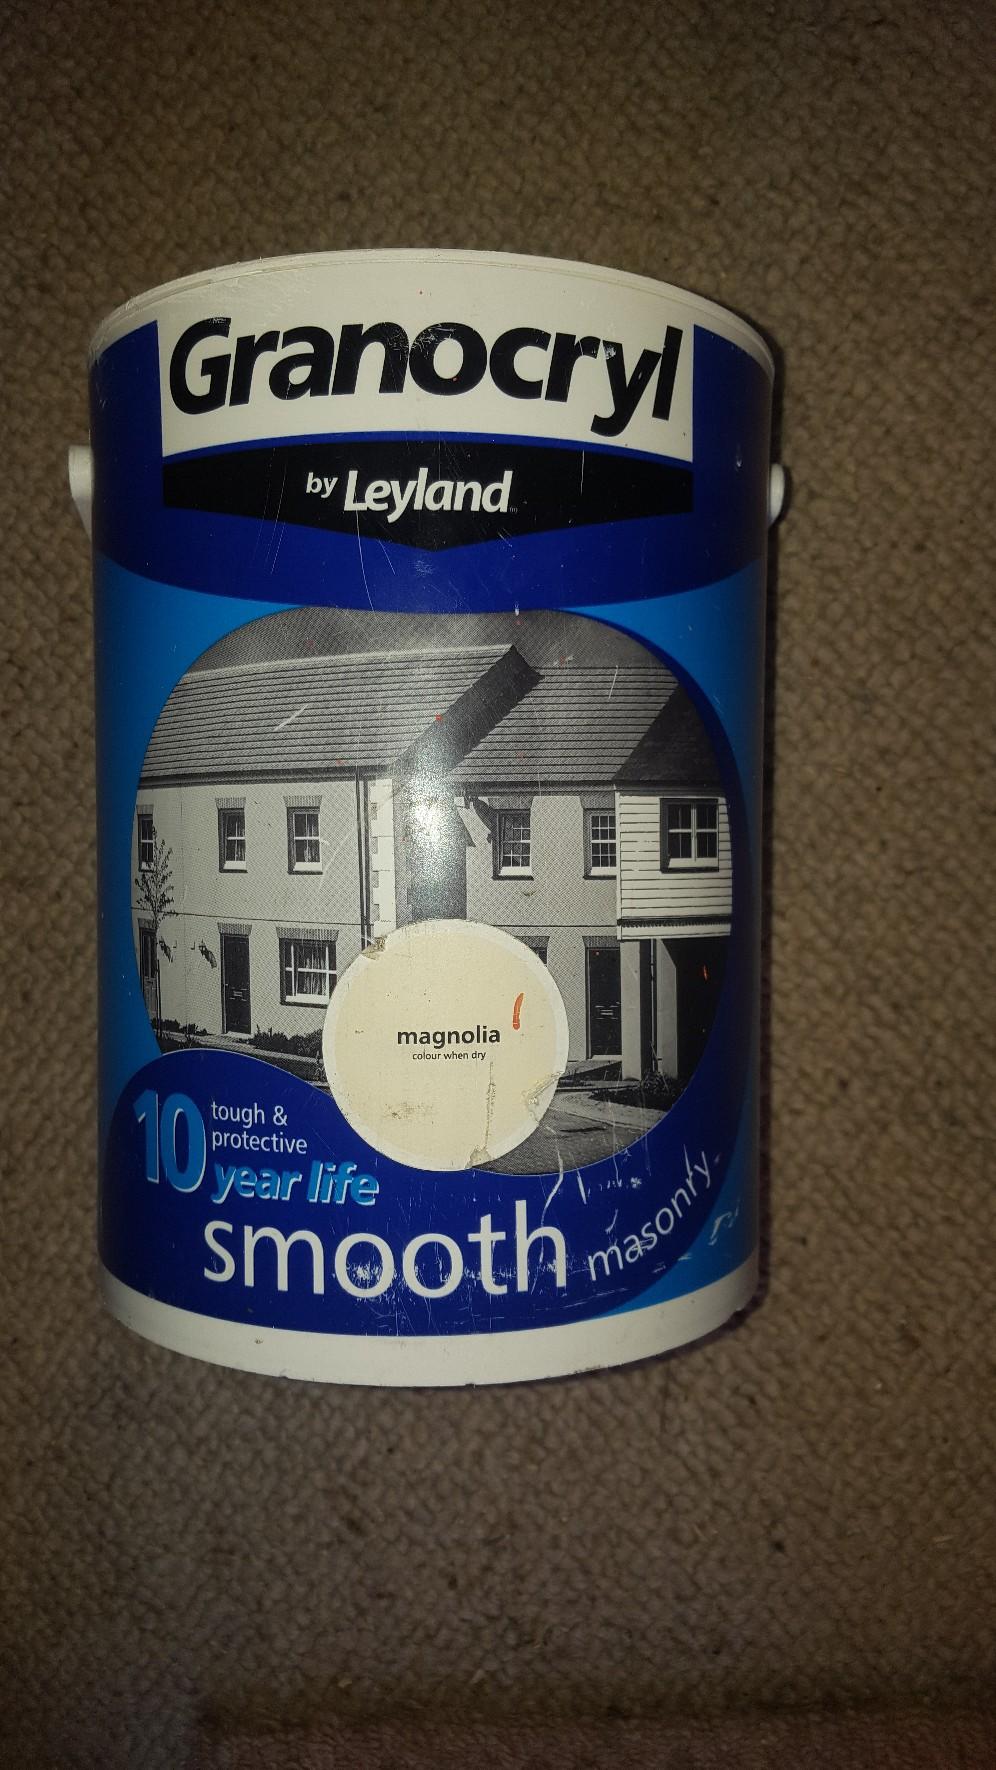 Granocryl
by Leyland
magnolia
colour when dry
10 tough &
protective
year life
smooth masonry